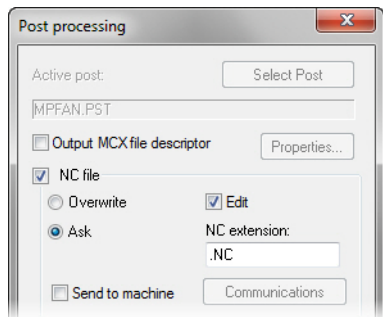 Post processing
Active post:
Select Post
MPFAN.PST
Output MCX file descriptor
Properties...
NC file
Overwrite
Edit
Ask
NC extension:
.NC
Send to machine
Communications